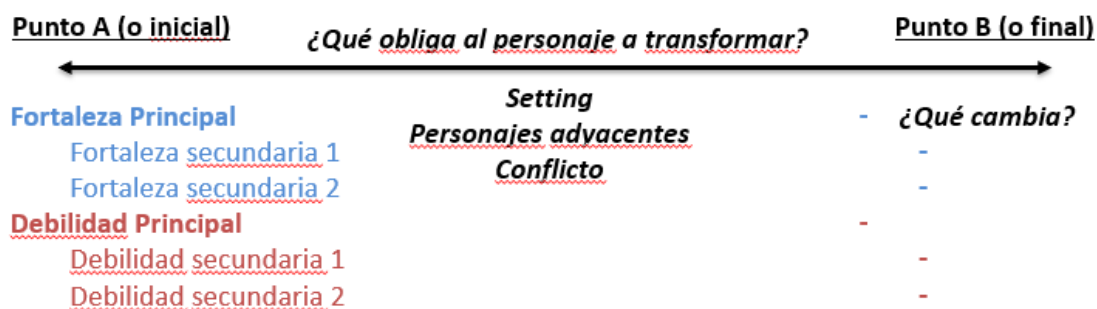 Punto A (o inicial)
¿Qué obliga al personaje a transformar?
Punto B (o final)
Setting
Personajes adyacentes
Conflicto
Fortaleza Principal
Fortaleza secundaria 1
Fortaleza secundaria 2
Debilidad Principal
Debilidad secundaria 1
Debilidad secundaria 2
- ¿Qué cambia?
-
-
-
-
-